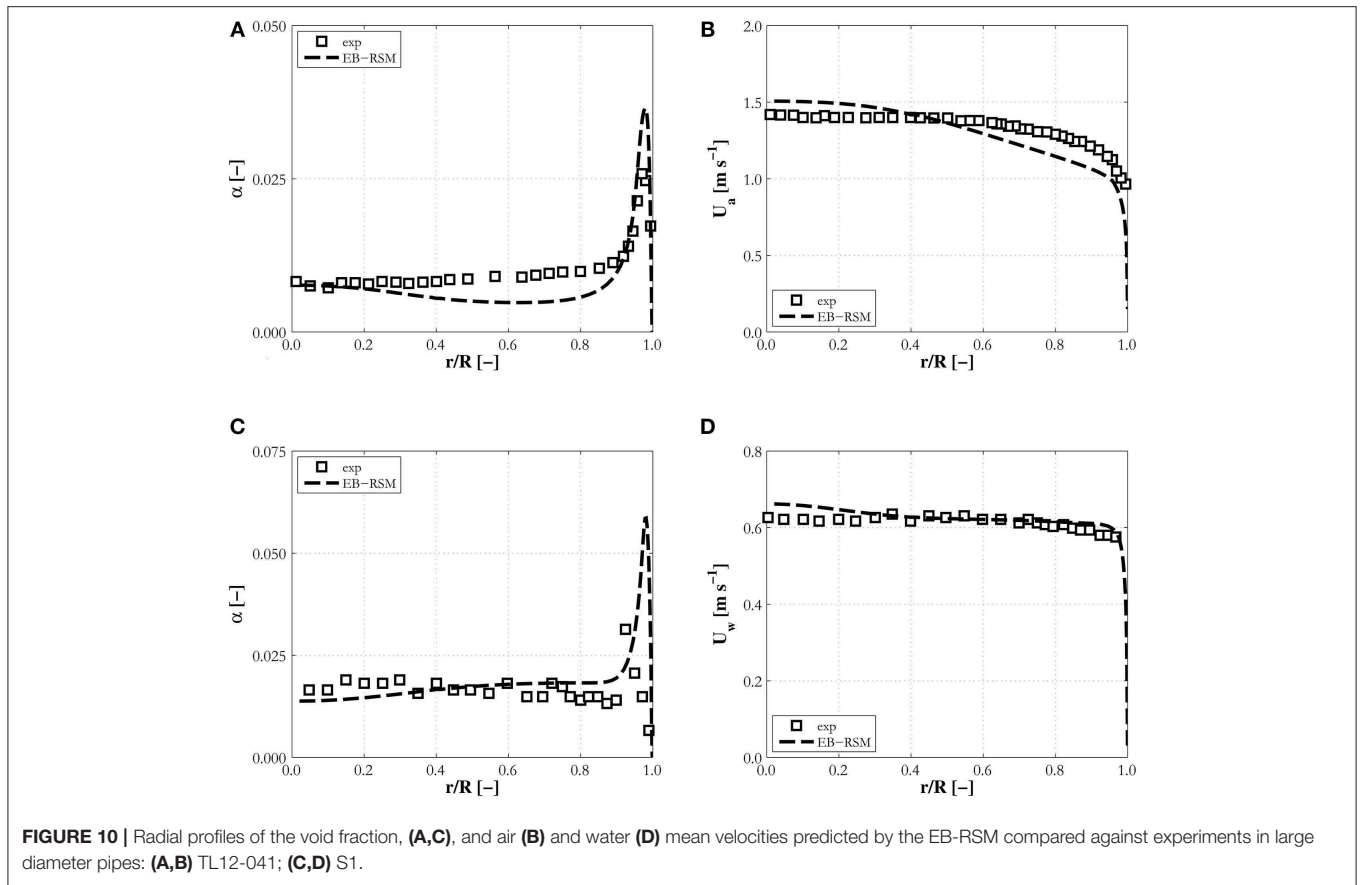 A
0.050
exp
EB−RSM
0.025
0.000
α [−]
0.0 0.2 0.4 0.6 0.8 1.0
r/R [−]
B
2.0
1.5
1.0
0.5
0.0
U_a [m s⁻¹]
exp
EB−RSM
0.0 0.2 0.4 0.6 0.8 1.0
r/R [−]
C
0.075
exp
EB−RSM
0.050
0.025
0.000
α [−]
0.0 0.2 0.4 0.6 0.8 1.0
r/R [−]
D
0.8
0.6
0.4
0.2
0.0
U_w [m s⁻¹]
exp
EB−RSM
0.0 0.2 0.4 0.6 0.8 1.0
r/R [−]
FIGURE 10 | Radial profiles of the void fraction, (A,C), and air (B) and water (D) mean velocities predicted by the EB-RSM compared against experiments in large
diameter pipes: (A,B) TL12-041; (C,D) S1.